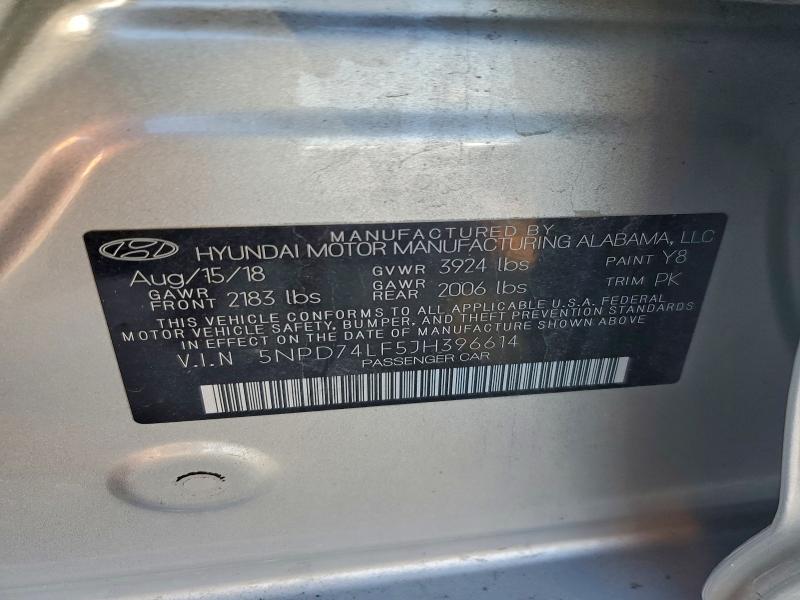 MANUFACTURED BY
HYUNDAI MOTOR MANUFACTURING ALABAMA, LLC
Aug/15/18 GVWR 3924 lbs PAINT Y8
GAWR FRONT 2183 lbs GAWR REAR 2006 lbs TRIM PK
THIS VEHICLE CONFORMS TO ALL APPLICABLE U.S.A. FEDERAL
MOTOR VEHICLE SAFETY, BUMPER, AND THEFT PREVENTION STANDARDS
IN EFFECT ON THE DATE OF MANUFACTURE SHOWN ABOVE
V.I.N 5NPD74LF5JH396614
PASSENGER CAR